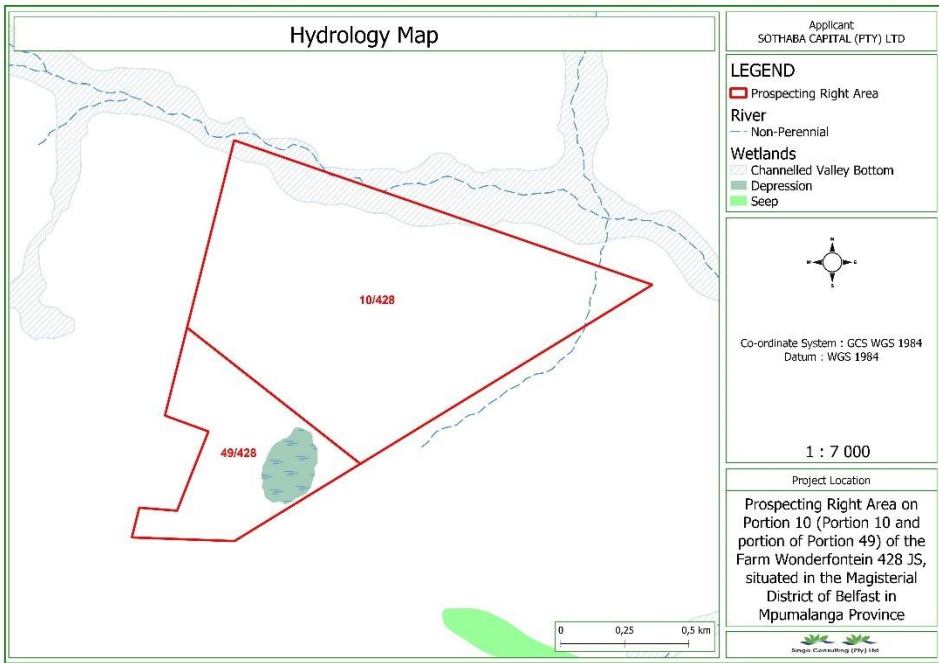 Hydrology Map
10/428
49/428
0 0,25 0,5 km
Applicant
SOTHABA CAPITAL (PTY) LTD
LEGEND
Prospecting Right Area
River
Non-Perennial
Wetlands
Channelled Valley Bottom
Depression
Seep
N
W E
S
Co-ordinate System : GCS WGS 1984
Datum : WGS 1984
1 : 7 000
Project Location
Prospecting Right Area on
Portion 10 (Portion 10 and
portion of Portion 49) of the
Farm Wonderfontein 428 JS,
situated in the Magisterial
District of Belfast in
Mpumalanga Province
Singo Consulting (Pty) Ltd